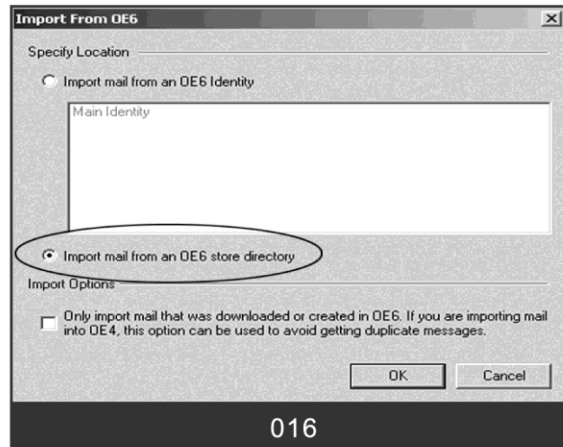 Import From OE6
Specify Location
Import mail from an OE6 Identity
Main Identity
Import mail from an OE6 store directory
Import Options
Only import mail that was downloaded or created in OE6. If you are importing mail
into OE4, this option can be used to avoid getting duplicate messages.
OK
Cancel
016